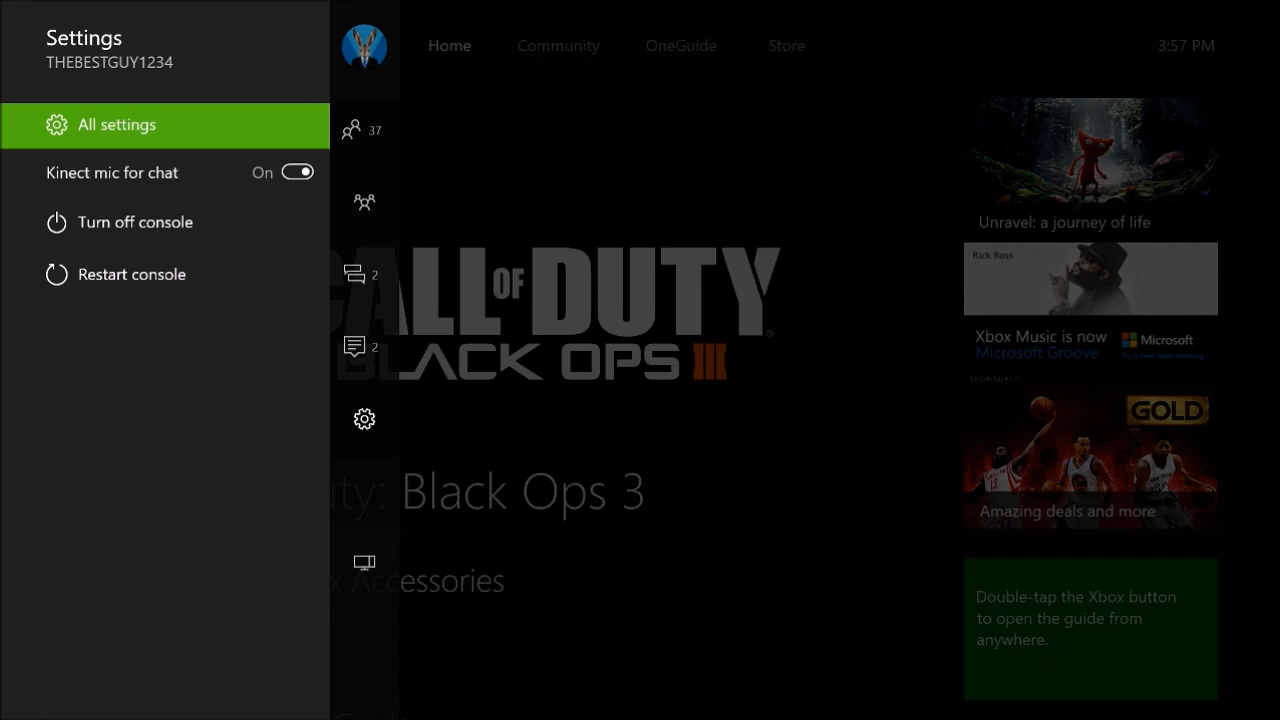 Settings
THEBESTGUY1234
All settings
Kinect mic for chat
On
Turn off console
Restart console
37
2
2
Home
Community
OneGuide
Store
3:57 PM
CALL OF DUTY®
BLACK OPS III
uty: Black Ops 3
x Accessories
Unravel: a journey of life
Rick Ross
Xbox Music is now
Microsoft Groove
Microsoft
SPONSORED
GOLD
Amazing deals and more
Double-tap the Xbox button
to open the guide from
anywhere.